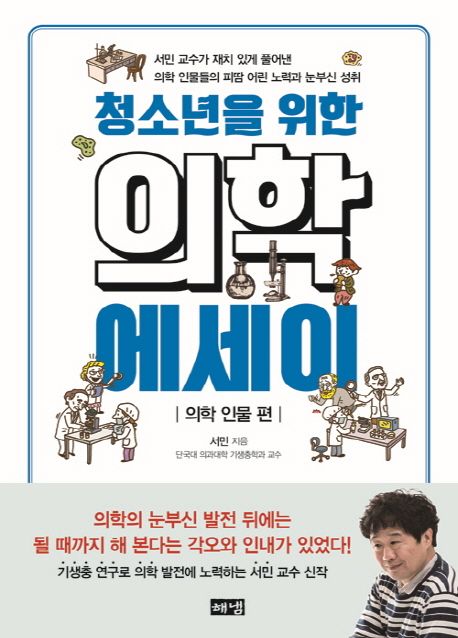 서민 교수가 재치 있게 풀어낸
의학 인물들의 피땀 어린 노력과 눈부신 성취
청소년을 위한
의학
에세이
| 의학 인물 편 |
서민 지음
단국대 의과대학 기생충학과 교수
의학의 눈부신 발전 뒤에는
될 때까지 해 본다는 각오와 인내가 있었다!
기생충 연구로 의학 발전에 노력하는 서민 교수 신작
해냄